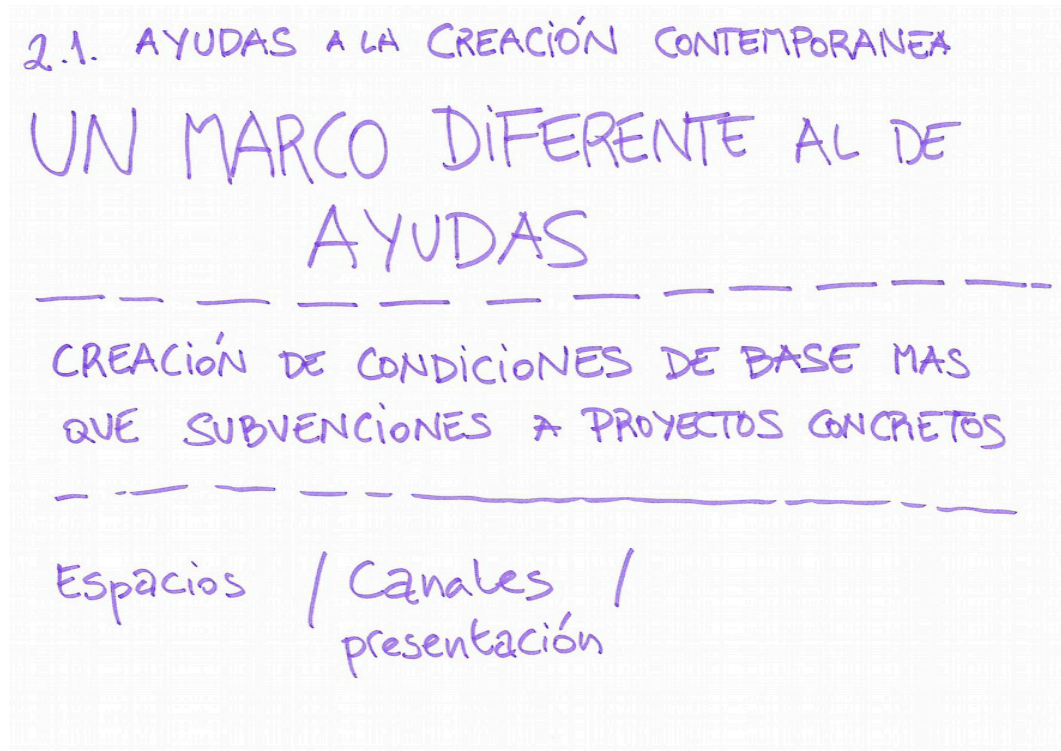 2.1. AYUDAS A LA CREACIÓN CONTEMPORANEA
UN MARCO DIFERENTE AL DE
AYUDAS
CREACIÓN DE CONDICIONES DE BASE MAS
QUE SUBVENCIONES A PROYECTOS CONCRETOS
Espacios / Canales /
presentación